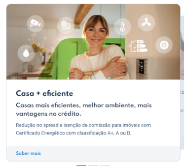 Casa + eficiente
Casas mais eficientes, melhor ambiente, mais
vantagens no crédito.
Redução no spread e isenção de comissão para imóveis com
Certificado Energético com classificação A+, A ou B.
Saber mais